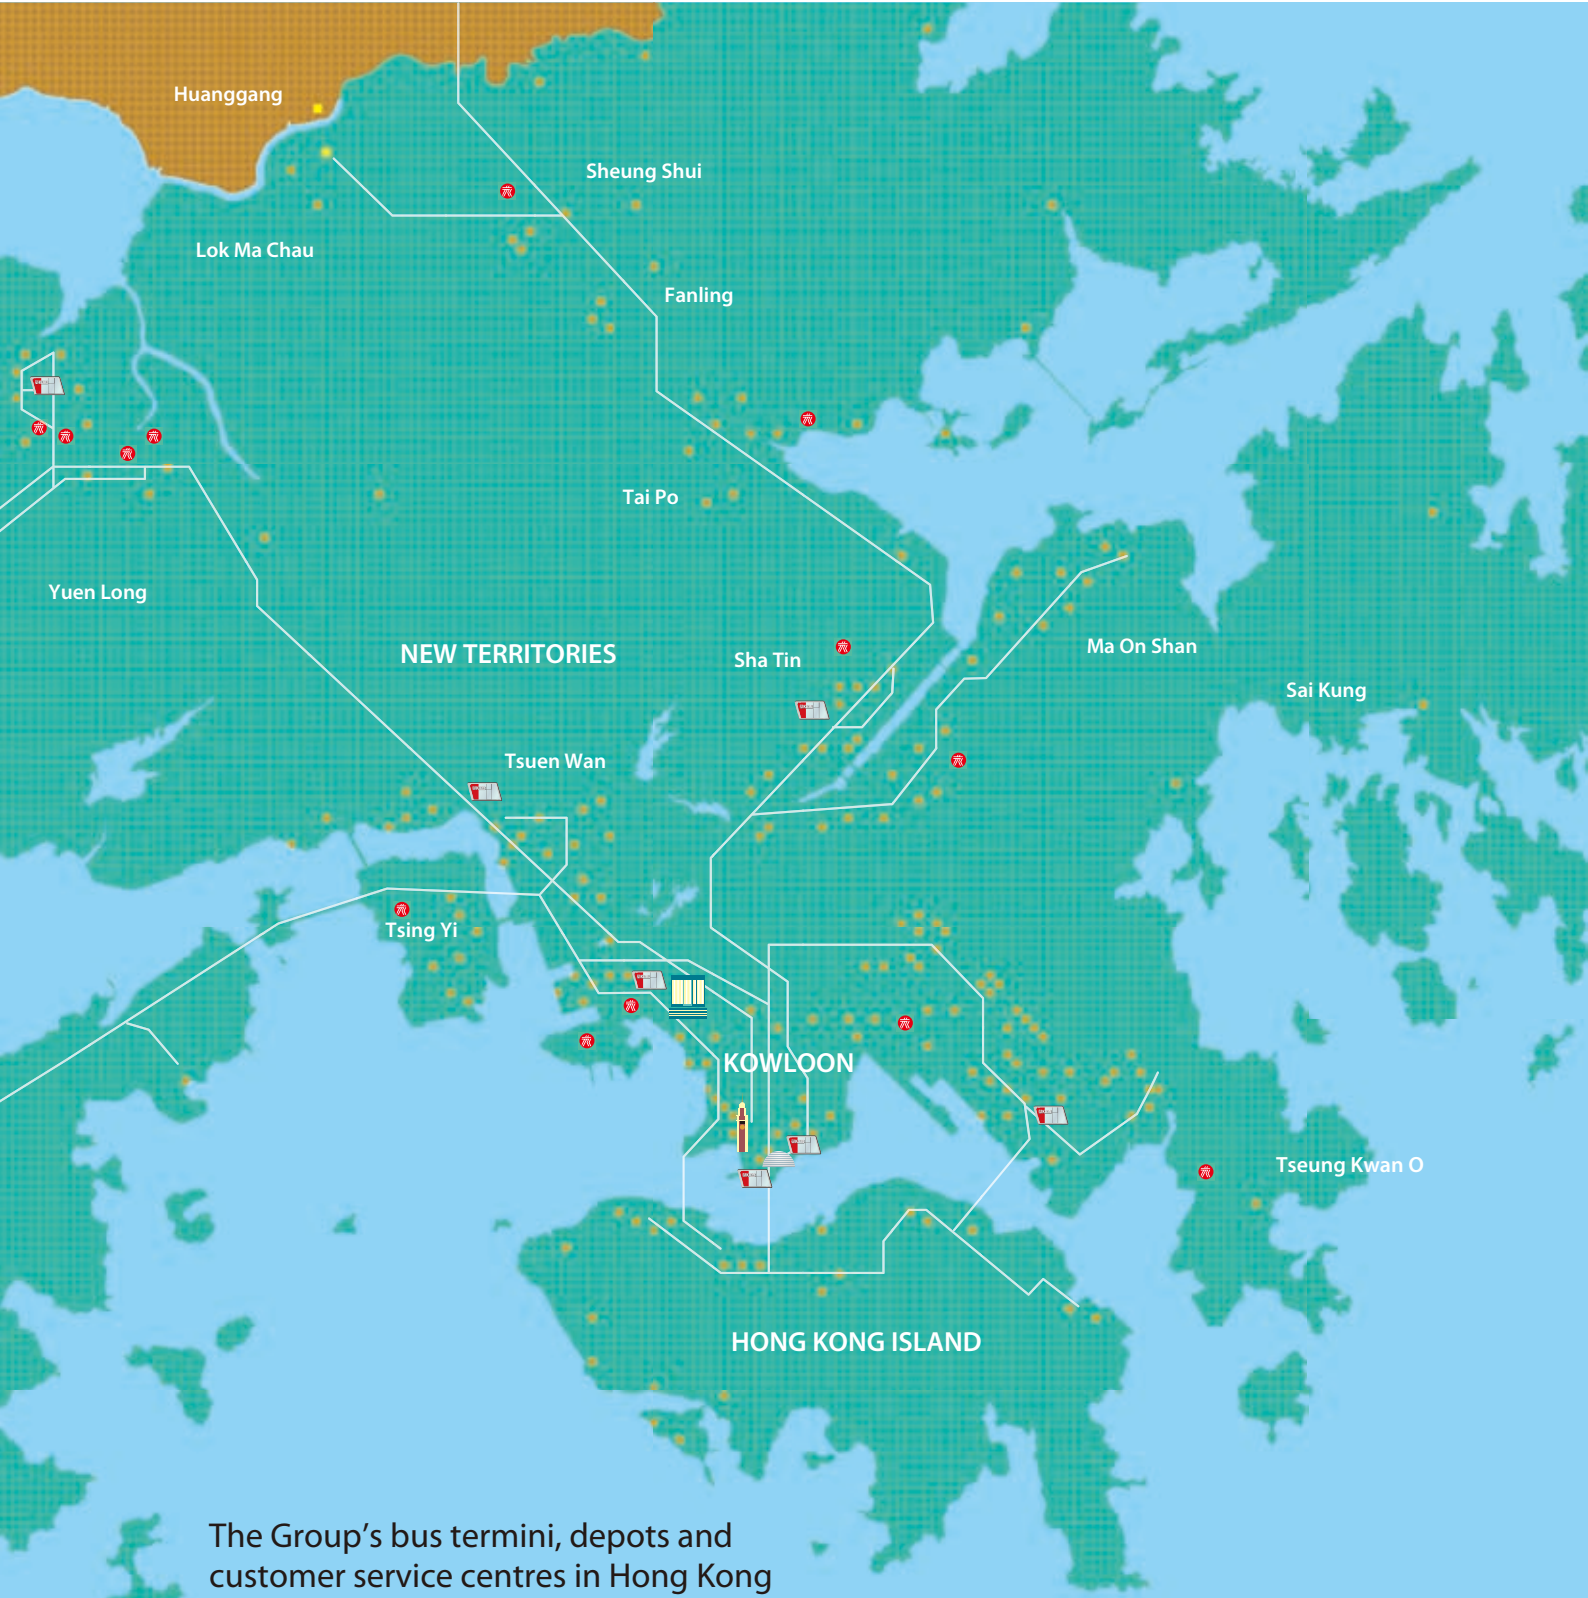 Huanggang
Sheung Shui
Lok Ma Chau
Fanling
Tai Po
Yuen Long
NEW TERRITORIES
Sha Tin
Ma On Shan
Sai Kung
Tsuen Wan
Tsing Yi
KOWLOON
Tseung Kwan O
HONG KONG ISLAND
The Group’s bus termini, depots and
customer service centres in Hong Kong